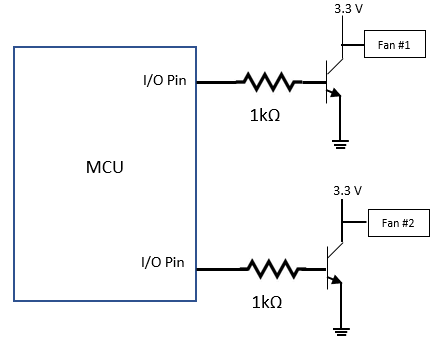 3.3 V
Fan #1
I/O Pin
1kΩ
MCU
3.3 V
Fan #2
I/O Pin
1kΩ